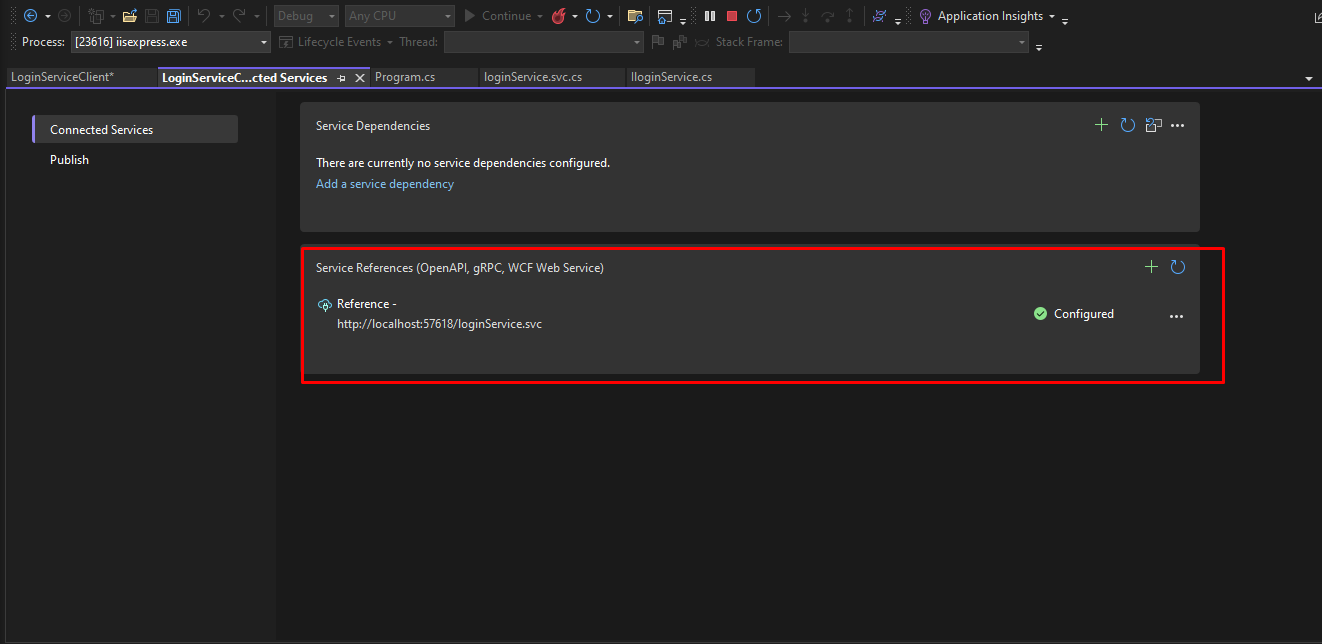 Debug Any CPU Continue Application Insights
Process: [23616] iisexpress.exe Lifecycle Events Thread: Stack Frame:
LoginServiceClient* LoginServiceC...cted Services Program.cs loginService.svc.cs IloginService.cs
Connected Services
Publish
Service Dependencies
There are currently no service dependencies configured.
Add a service dependency
Service References (OpenAPI, gRPC, WCF Web Service)
Reference -
http://localhost:57618/loginService.svc
Configured